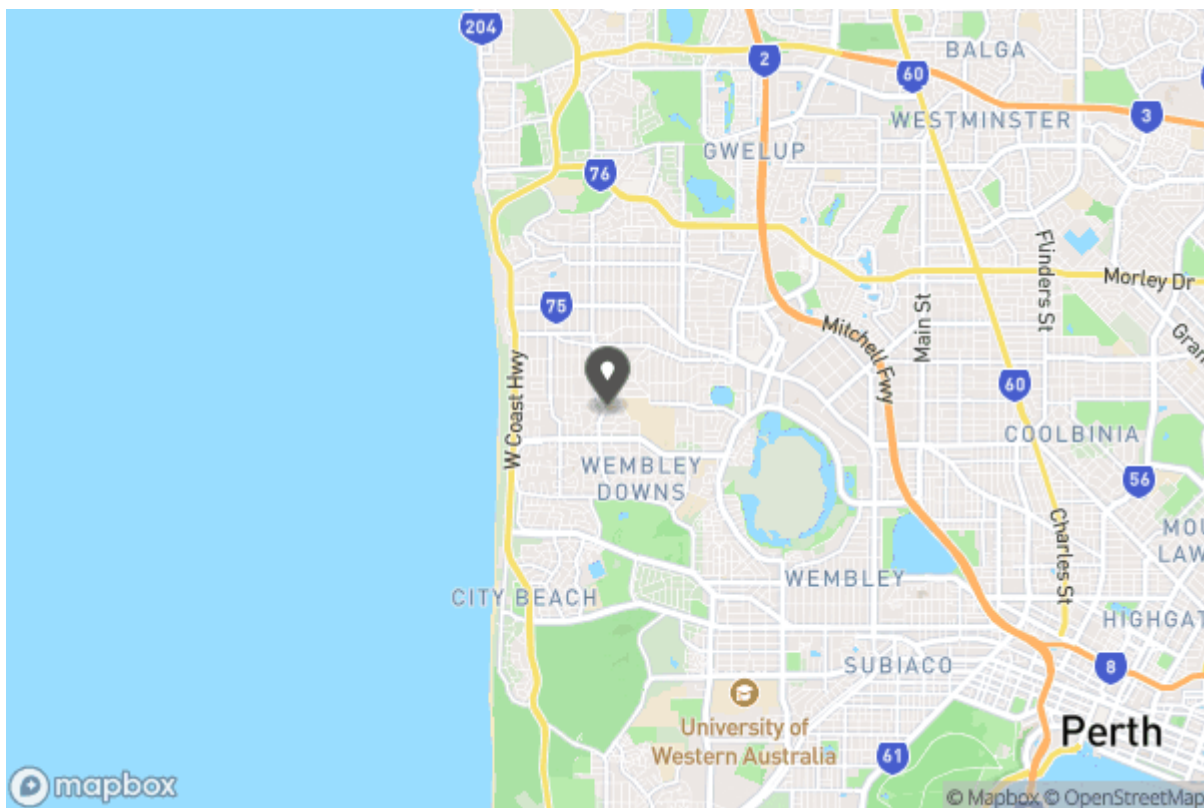 204
BALGA
2
60
WESTMINSTER
3
GWELUP
76
Flinders St
Morley Dr
75
Main St
Mitchell Fwy
W Coast Hwy
60
COOLBINIA
WEMBLEY
DOWNS
56
Charles St
WEMBLEY
CITY BEACH
SUBIACO
8
University of
Western Australia
Perth
61
mapbox
© Mapbox © OpenStreetMap